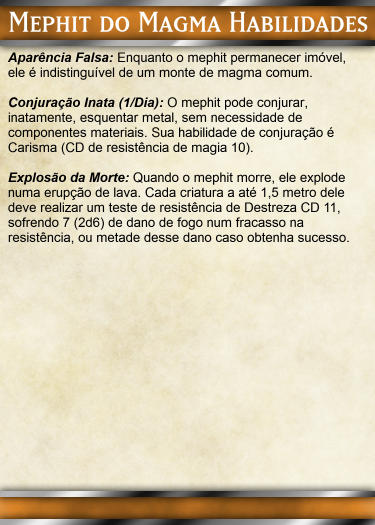 Mephit do Magma Habilidades
Aparência Falsa: Enquanto o mephit permanecer imóvel,
ele é indistinguível de um monte de magma comum.
Conjuração Inata (1/Dia): O mephit pode conjurar,
inatamente, esquentar metal, sem necessidade de
componentes materiais. Sua habilidade de conjuração é
Carisma (CD de resistência de magia 10).
Explosão da Morte: Quando o mephit morre, ele explode
numa erupção de lava. Cada criatura a até 1,5 metro dele
deve realizar um teste de resistência de Destreza CD 11,
sofrendo 7 (2d6) de dano de fogo num fracasso na
resistência, ou metade desse dano caso obtenha sucesso.